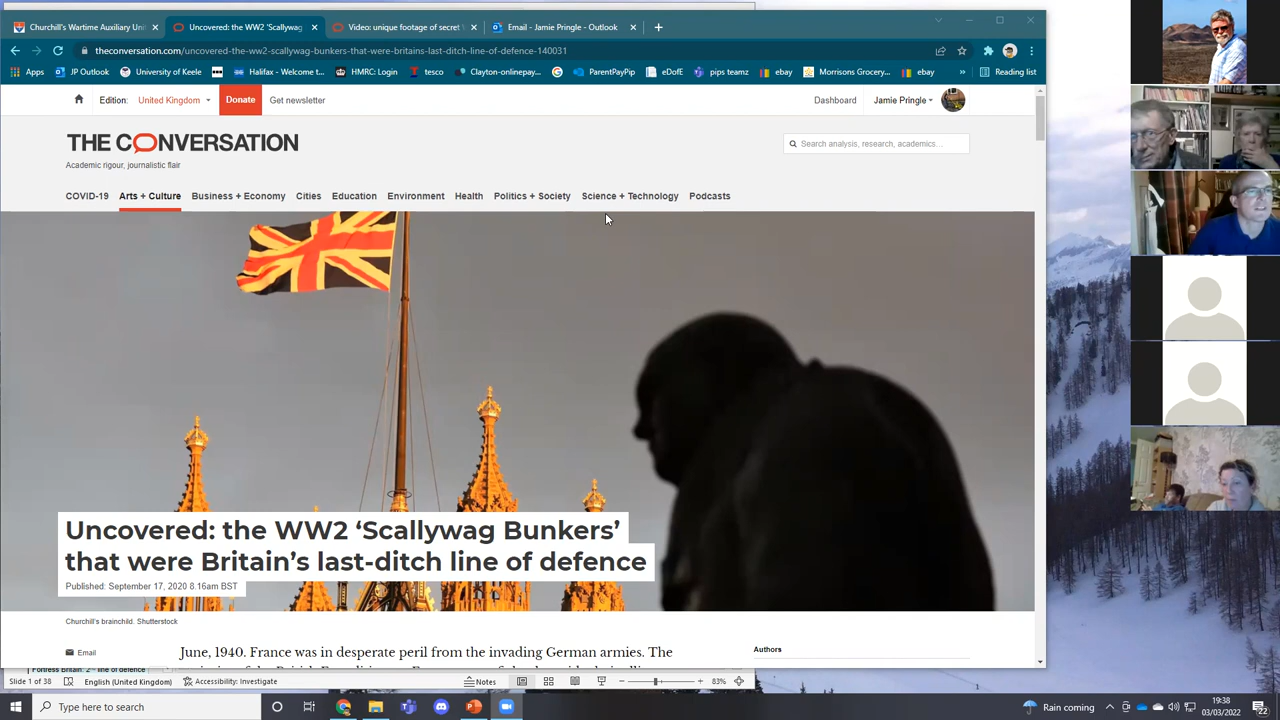 Churchill's Wartime Auxiliary Uni
Uncovered: the WW2 'Scallywag
Video: unique footage of secret
Email - Jamie Pringle - Outlook
theconversation.com/uncovered-the-ww2-scallywag-bunkers-that-were-britains-last-ditch-line-of-defence-140031
Apps JP Outlook University of Keele Halifax - Welcome t... HMRC: Login tesco Clayton-onlinepay... ParentPayPip eDofE pips teamz ebay Morrisons Grocery... ebay » Reading list
Edition: United Kingdom Donate Get newsletter Dashboard Jamie Pringle
THE CONVERSATION
Search analysis, research, academics...
Academic rigour, journalistic flair
COVID-19 Arts + Culture Business + Economy Cities Education Environment Health Politics + Society Science + Technology Podcasts
Uncovered: the WW2 'Scallywag Bunkers'
that were Britain's last-ditch line of defence
Published: September 17, 2020 8.16am BST
Churchill's brainchild. Shutterstock
Email
June, 1940. France was in desperate peril from the invading German armies. The
Authors
Fortress Britain: 2nd line of defence
Slide 1 of 38 English (United Kingdom) Accessibility: Investigate Notes 83%
Type here to search
Rain coming
19:38
03/03/2022
22